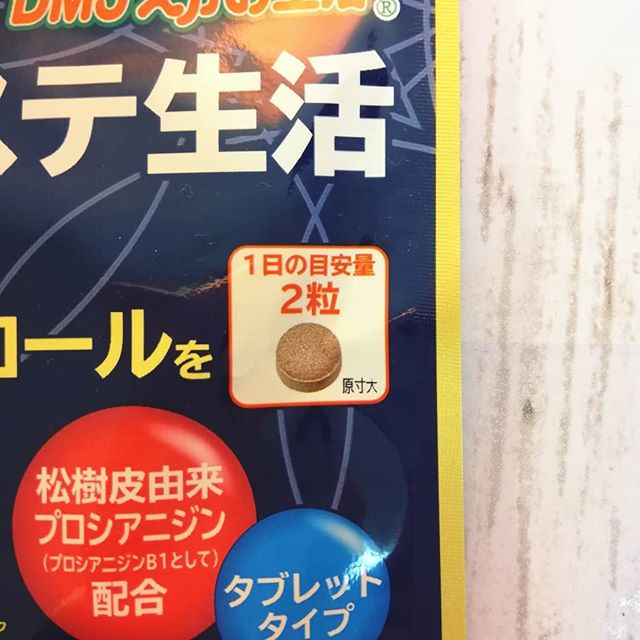 ステ生活
1日の目安量
2粒
原寸大
ロールを
松樹皮由来
プロシアニジン
(プロシアニジンB1として)
配合
タブレット
タイプ